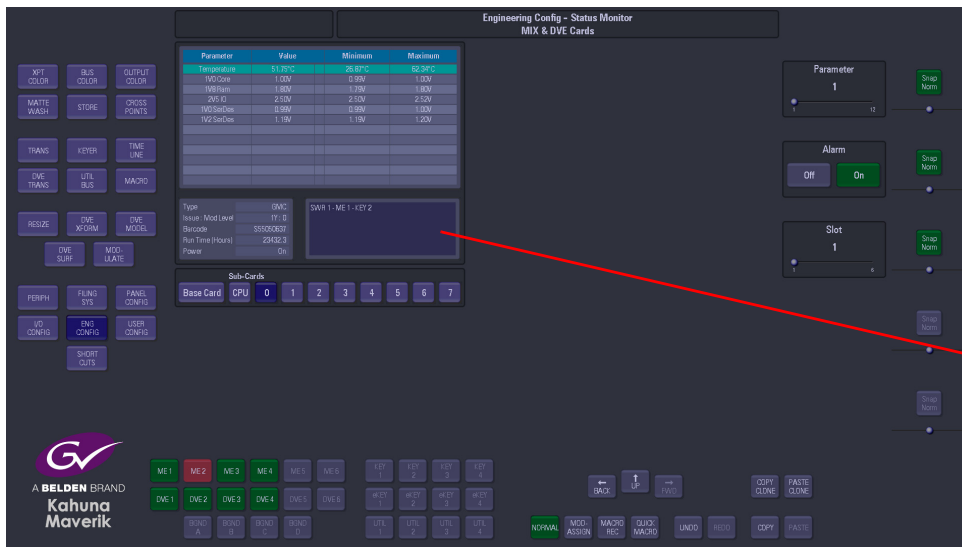 Engineering Config - Status Monitor
MIX & DVE Cards
Parameter Value Minimum Maximum
Temperature 51.75°C 26.67°C 62.34°C
1V0 Core 1.00V 0.99V 1.00V
1V8 Ram 1.80V 1.79V 1.80V
2V5 IO 2.50V 2.50V 2.52V
1V0 SerDes 0.99V 0.99V 1.00V
1V2 SerDes 1.19V 1.19V 1.20V
Type GMC
Issue : Mod Level 1Y : 0
Barcode S55050637
Run Time (Hours) 23432.3
Power On
SWR 1 - ME 1 - KEY 2
Sub-Cards
Base Card CPU 0 1 2 3 4 5 6 7
XPT COLOR
BUS COLOR
OUTPUT COLOR
MATTE WASH
STORE
CROSS POINTS
TRANS
KEYER
TIME LINE
DVE TRANS
UTIL BUS
MACRO
RESIZE
DVE XFORM
DVE MODEL
DVE SURF
MOD-ULATE
PERIPH
FILING SYS
PANEL CONFIG
I/O CONFIG
ENG CONFIG
USER CONFIG
SHORT CUTS
Parameter
1
1 12
Snap Norm
Alarm
Off On
Snap Norm
Slot
1
1 6
Snap Norm
Snap Norm
Snap Norm
GV
A BELDEN BRAND
Kahuna
Maverik
ME 1 ME 2 ME 3 ME 4 ME 5 ME 6
DVE 1 DVE 2 DVE 3 DVE 4 DVE 5 DVE 6
BGND A BGND B BGND C BGND D
KEY 1 KEY 2 KEY 3 KEY 4
eKEY 1 eKEY 2 eKEY 3 eKEY 4
UTIL 1 UTIL 2 UTIL 3 UTIL 4
BACK UP FWD
COPY CLONE PASTE CLONE
NORMAL MOD-ASSIGN MACRO REC QUICK MACRO UNDO REDO COPY PASTE